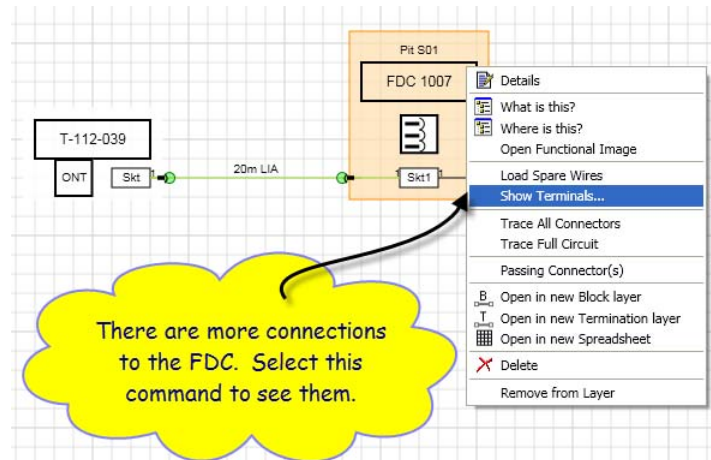 Pit S01
FDC 1007
T-112-039
ONT
Skt
20m LIA
Skt1
Details
What is this?
Where is this?
Open Functional Image
Load Spare Wires
Show Terminals...
Trace All Connectors
Trace Full Circuit
Passing Connector(s)
B Open in new Block layer
T Open in new Termination layer
Open in new Spreadsheet
Delete
Remove from Layer
There are more connections
to the FDC. Select this
command to see them.